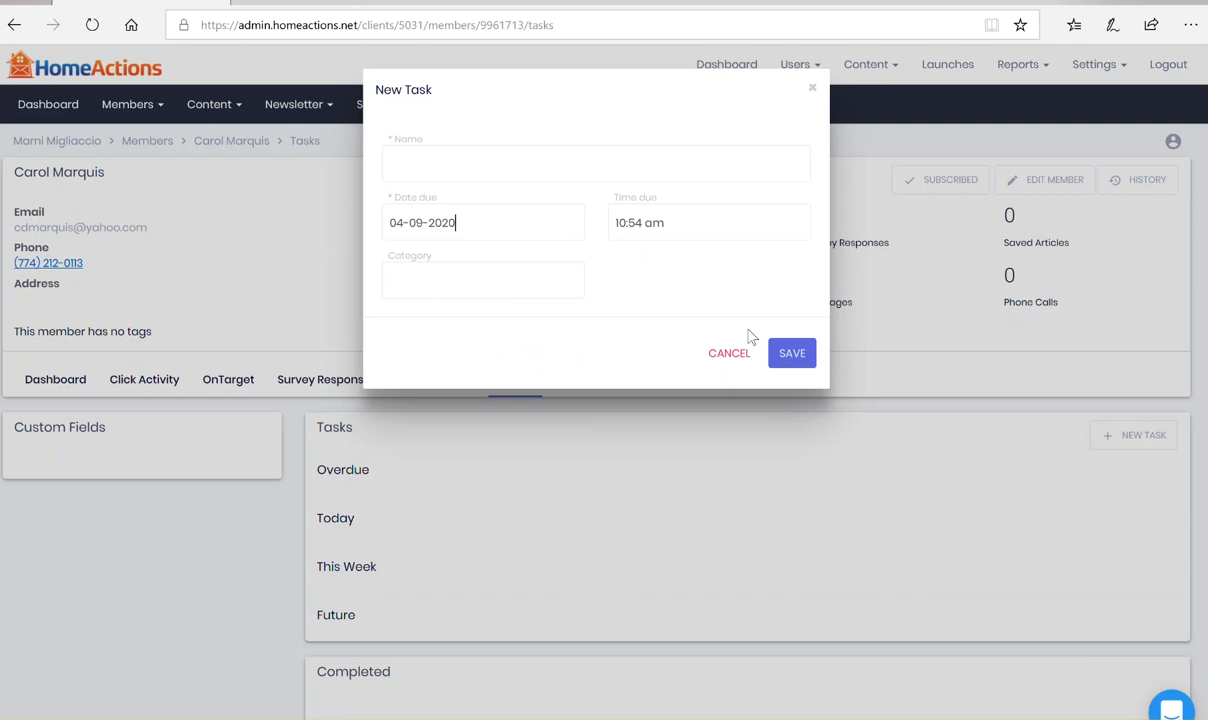 https://admin.homeactions.net/clients/5031/members/9961713/tasks
HomeActions
Dashboard Users Content Launches Reports Settings Logout
Dashboard Members Content Newsletter S
Marni Migliaccio > Members > Carol Marquis > Tasks
Carol Marquis
SUBSCRIBED EDIT MEMBER HISTORY
Email
cdmarquis@yahoo.com
Phone
(774) 212-0113
Address
This member has no tags
0
y Responses Saved Articles
0
ages Phone Calls
New Task
×
* Name
* Date due Time due
04-09-2020 10:54 am
Category
CANCEL SAVE
Dashboard Click Activity OnTarget Survey Respons
Custom Fields
Tasks
+ NEW TASK
Overdue
Today
This Week
Future
Completed